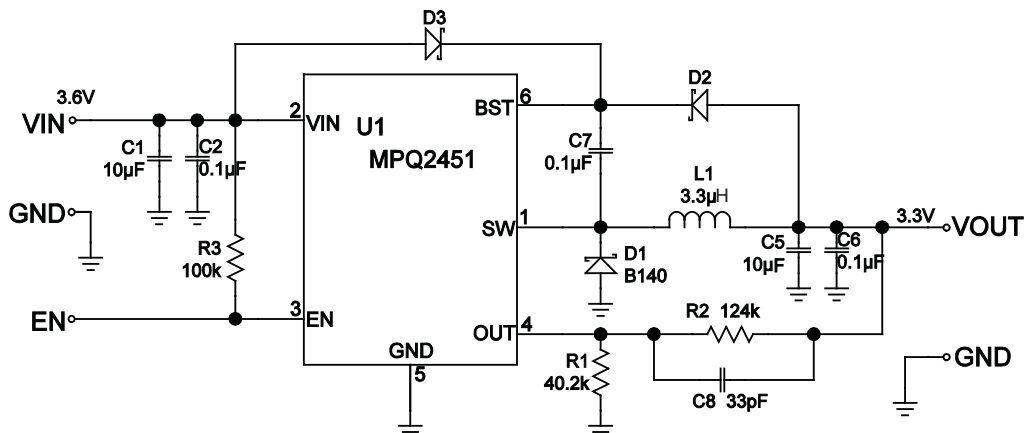 D3
3.6V
VIN
2
VIN
U1
MPQ2451
BST
6
D2
C1
10µF
C2
0.1µF
C7
0.1µF
L1
3.3µH
GND
SW
1
3.3V
VOUT
R3
100k
D1
B140
C5
10µF
C6
0.1µF
EN
3
EN
OUT
4
R2 124k
GND
5
R1
40.2k
C8 33pF
GND